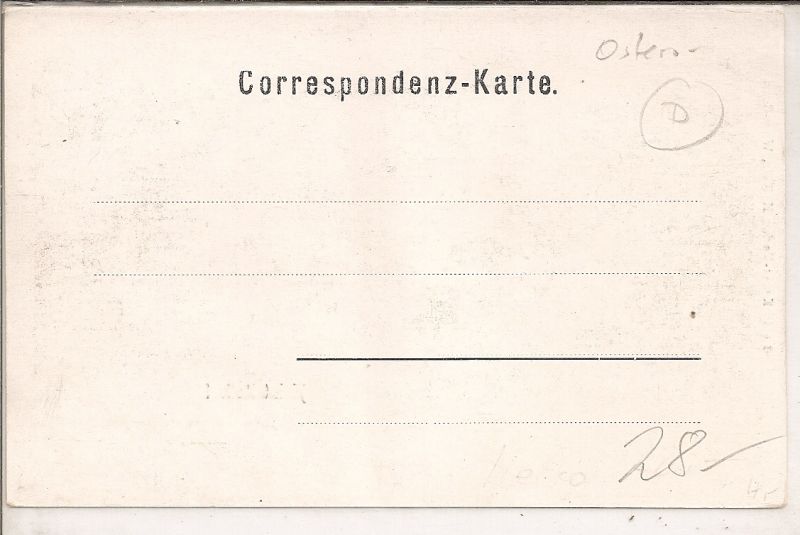 Ostern
Correspondenz-Karte.
D
28-